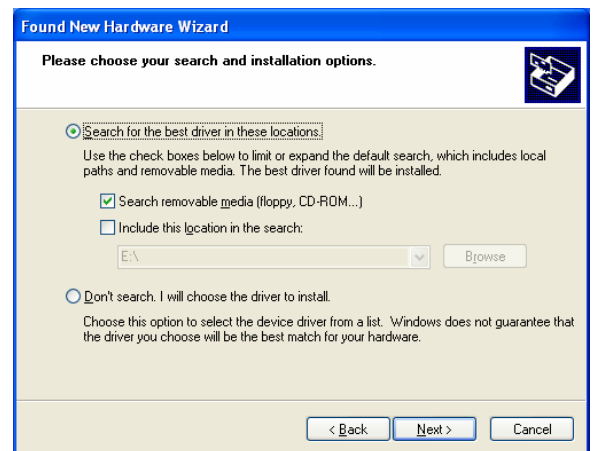 Found New Hardware Wizard
Please choose your search and installation options.
Search for the best driver in these locations.
Use the check boxes below to limit or expand the default search, which includes local
paths and removable media. The best driver found will be installed.
Search removable media (floppy, CD-ROM...)
Include this location in the search:
E:\
Browse
Don't search. I will choose the driver to install.
Choose this option to select the device driver from a list. Windows does not guarantee that
the driver you choose will be the best match for your hardware.
< Back
Next >
Cancel